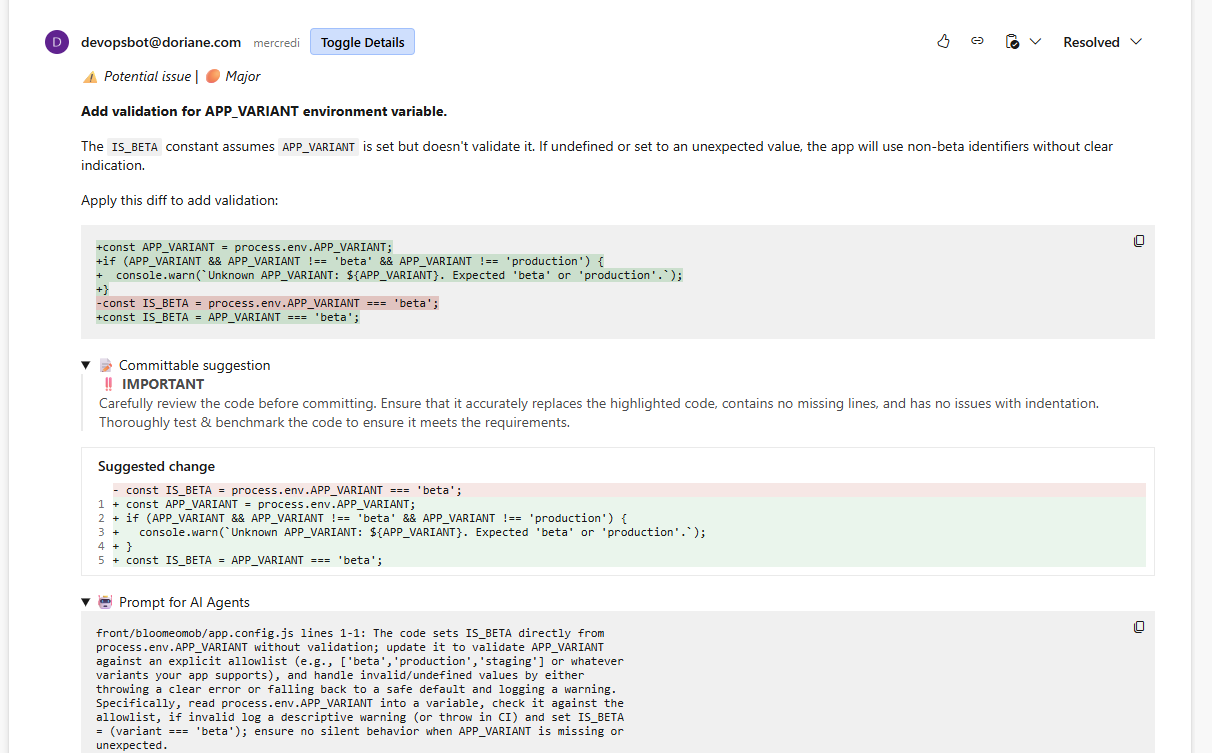 D devopsbot@doriane.com mercredi Toggle Details Resolved
Potential issue | Major
Add validation for APP_VARIANT environment variable.
The IS_BETA constant assumes APP_VARIANT is set but doesn't validate it. If undefined or set to an unexpected value, the app will use non-beta identifiers without clear
indication.
Apply this diff to add validation:
+const APP_VARIANT = process.env.APP_VARIANT;
+if (APP_VARIANT && APP_VARIANT !== 'beta' && APP_VARIANT !== 'production') {
+  console.warn(`Unknown APP_VARIANT: ${APP_VARIANT}. Expected 'beta' or 'production'.`);
+}
-const IS_BETA = process.env.APP_VARIANT === 'beta';
+const IS_BETA = APP_VARIANT === 'beta';
Committable suggestion
IMPORTANT
Carefully review the code before committing. Ensure that it accurately replaces the highlighted code, contains no missing lines, and has no issues with indentation.
Thoroughly test & benchmark the code to ensure it meets the requirements.
Suggested change
- const IS_BETA = process.env.APP_VARIANT === 'beta';
1 + const APP_VARIANT = process.env.APP_VARIANT;
2 + if (APP_VARIANT && APP_VARIANT !== 'beta' && APP_VARIANT !== 'production') {
3 +   console.warn(`Unknown APP_VARIANT: ${APP_VARIANT}. Expected 'beta' or 'production'.`);
4 + }
5 + const IS_BETA = APP_VARIANT === 'beta';
Prompt for AI Agents
front/bloomeomob/app.config.js lines 1-1: The code sets IS_BETA directly from
process.env.APP_VARIANT without validation; update it to validate APP_VARIANT
against an explicit allowlist (e.g., ['beta','production','staging'] or whatever
variants your app supports), and handle invalid/undefined values by either
throwing a clear error or falling back to a safe default and logging a warning.
Specifically, read process.env.APP_VARIANT into a variable, check it against the
allowlist, if invalid log a descriptive warning (or throw in CI) and set IS_BETA
= (variant === 'beta'); ensure no silent behavior when APP_VARIANT is missing or
unexpected.